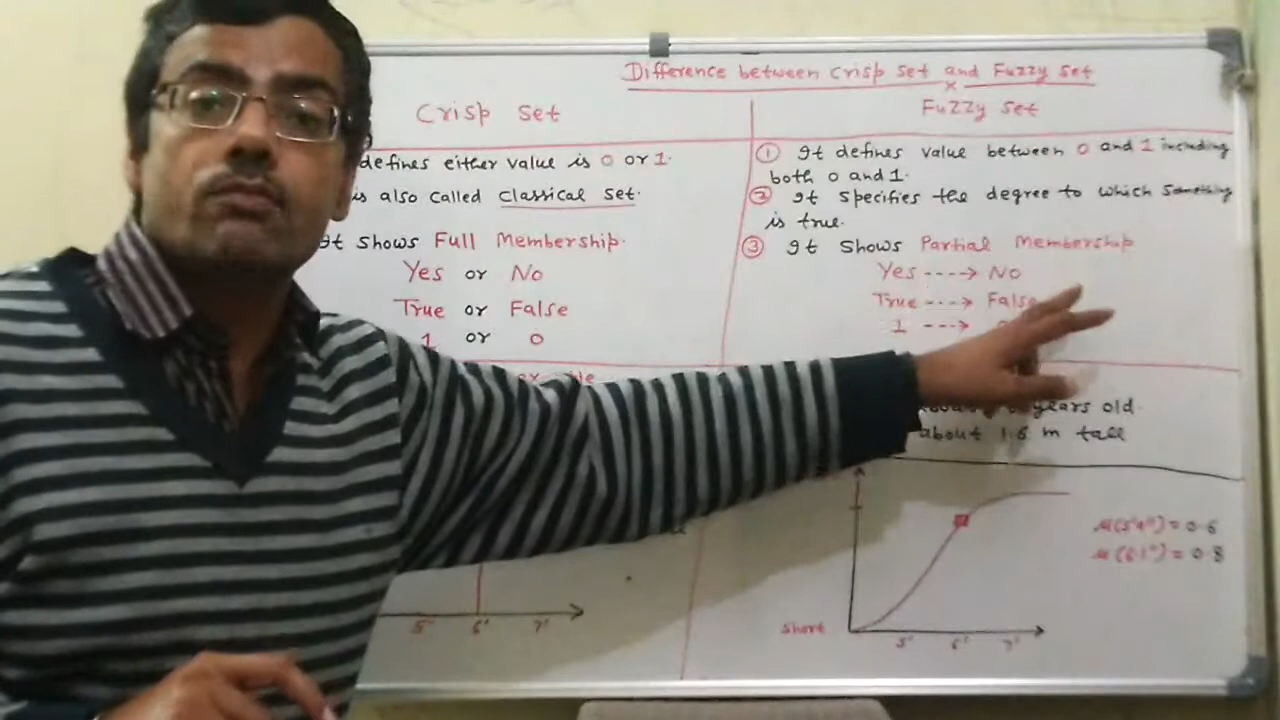 Difference between Crisp Set and Fuzzy Set
x
Crisp Set
defines either value is 0 or 1.
is also called Classical Set.
It Shows Full Membership.
Yes or No
True or False
1 or 0
Fuzzy Set
① It defines value between 0 and 1 including
both 0 and 1.
② It specifies the degree to which something
is true.
③ It shows Partial Membership
Yes ----> No
True ----> False
1 --->
years old.
about 1.6 m tall
5' 6' 7'
Short
5' 6' 7'
μ(5'4") = 0.6
μ(6'1") = 0.8